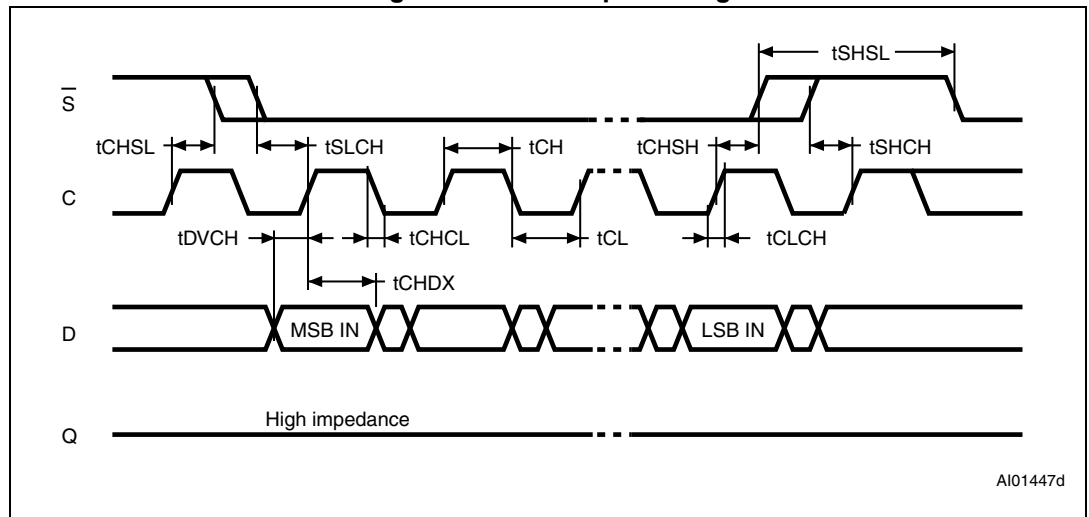 tSHSL
S
tCHSL
tSLCH
tCH
tCHSH
tSHCH
C
tDVCH
tCHCL
tCL
tCLCH
tCHDX
D
MSB IN
LSB IN
High impedance
Q
AI01447d